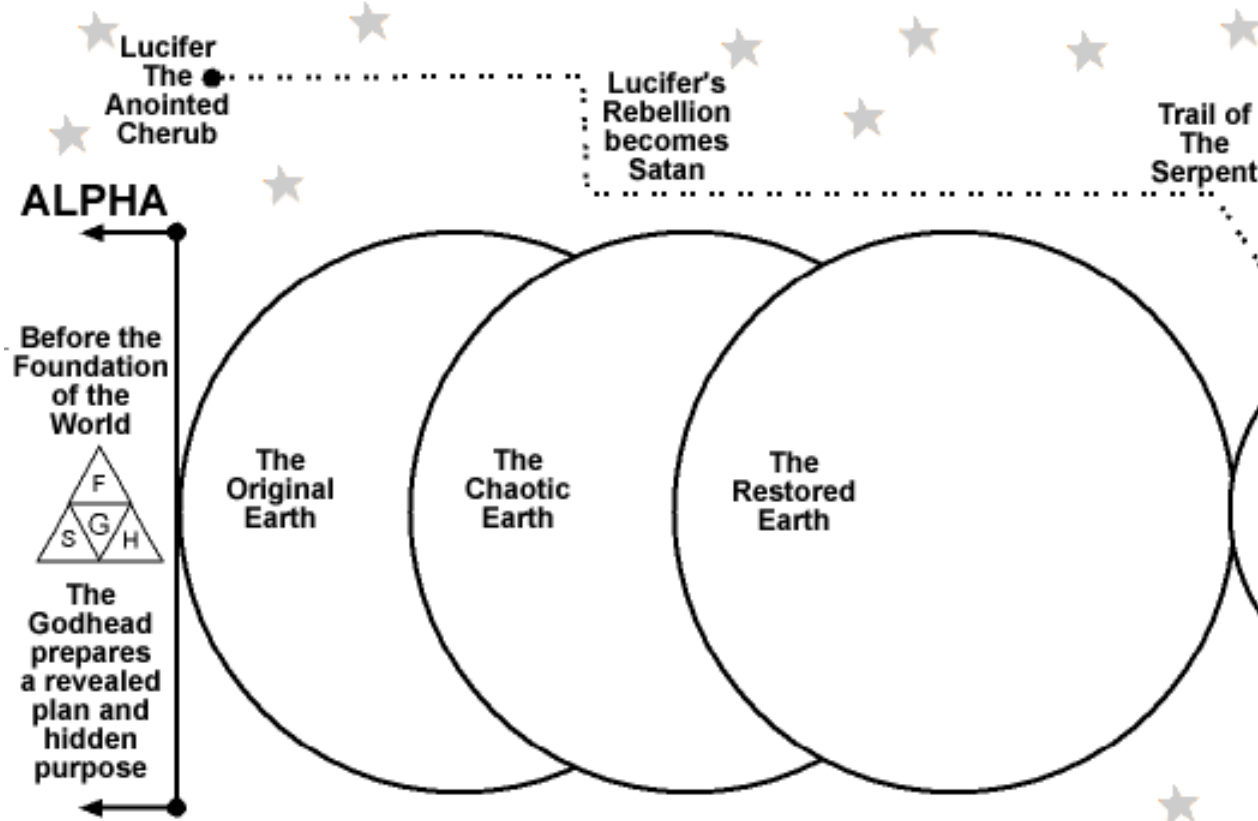 Lucifer
The
Anointed
Cherub
Lucifer's
Rebellion
becomes
Satan
Trail of
The
Serpent
ALPHA
Before the
Foundation
of the
World
F
S G H
The
Godhead
prepares
a revealed
plan and
hidden
purpose
The
Original
Earth
The
Chaotic
Earth
The
Restored
Earth